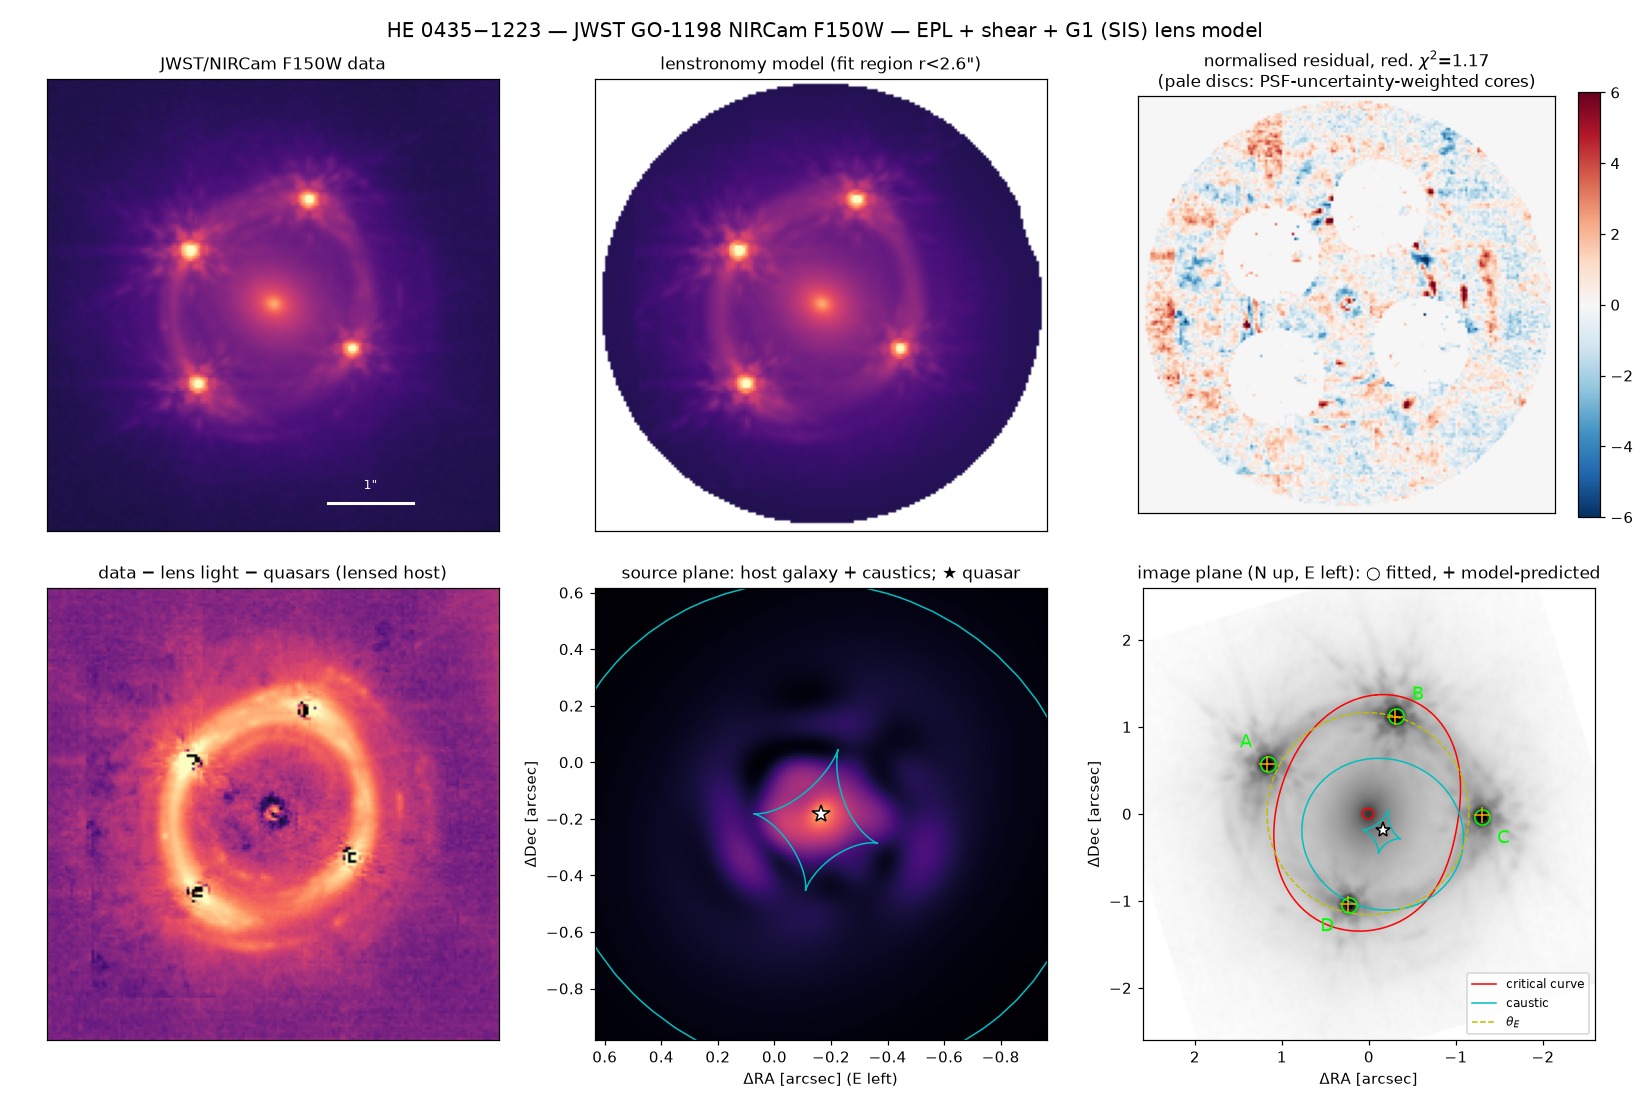 HE 0435−1223 — JWST GO-1198 NIRCam F150W — EPL + shear + G1 (SIS) lens model
JWST/NIRCam F150W data
1"
lenstronomy model (fit region r<2.6")
normalised residual, red. χ²=1.17
(pale discs: PSF-uncertainty-weighted cores)
6
4
2
0
−2
−4
−6
data − lens light − quasars (lensed host)
source plane: host galaxy + caustics; ★ quasar
0.6
0.4
0.2
0.0
−0.2
−0.4
−0.6
−0.8
ΔDec [arcsec]
0.6 0.4 0.2 0.0 −0.2 −0.4 −0.6 −0.8
ΔRA [arcsec] (E left)
image plane (N up, E left): ○ fitted, + model-predicted
2
1
0
−1
−2
ΔDec [arcsec]
A
B
C
D
critical curve
caustic
θ_E
2 1 0 −1 −2
ΔRA [arcsec]